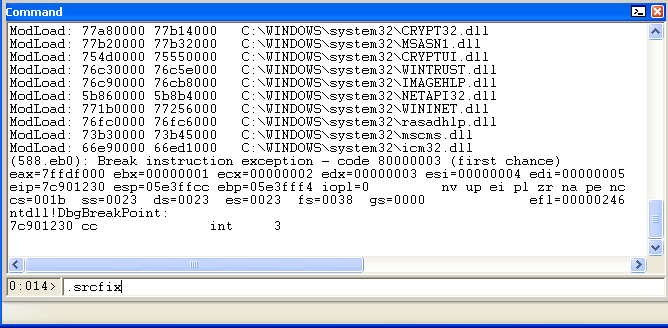 Command
ModLoad: 77a80000 77b14000   C:\WINDOWS\system32\CRYPT32.dll
ModLoad: 77b20000 77b32000   C:\WINDOWS\system32\MSASN1.dll
ModLoad: 754d0000 75550000   C:\WINDOWS\system32\CRYPTUI.dll
ModLoad: 76c30000 76c5e000   C:\WINDOWS\system32\WINTRUST.dll
ModLoad: 76c90000 76cb8000   C:\WINDOWS\system32\IMAGEHLP.dll
ModLoad: 5b860000 5b8b4000   C:\WINDOWS\system32\NETAPI32.dll
ModLoad: 771b0000 77256000   C:\WINDOWS\system32\WININET.dll
ModLoad: 76fc0000 76fc6000   C:\WINDOWS\system32\rasadhlp.dll
ModLoad: 73b30000 73b45000   C:\WINDOWS\system32\mscms.dll
ModLoad: 66e90000 66ed1000   C:\WINDOWS\system32\icm32.dll
(588.eb0): Break instruction exception - code 80000003 (first chance)
eax=7ffdf000 ebx=00000001 ecx=00000002 edx=00000003 esi=00000004 edi=00000005
eip=7c901230 esp=05e3ffcc ebp=05e3fff4 iopl=0         nv up ei pl zr na pe nc
cs=001b  ss=0023  ds=0023  es=0023  fs=0038  gs=0000             efl=00000246
ntdll!DbgBreakPoint:
7c901230 cc              int     3
0:014> .srcfix